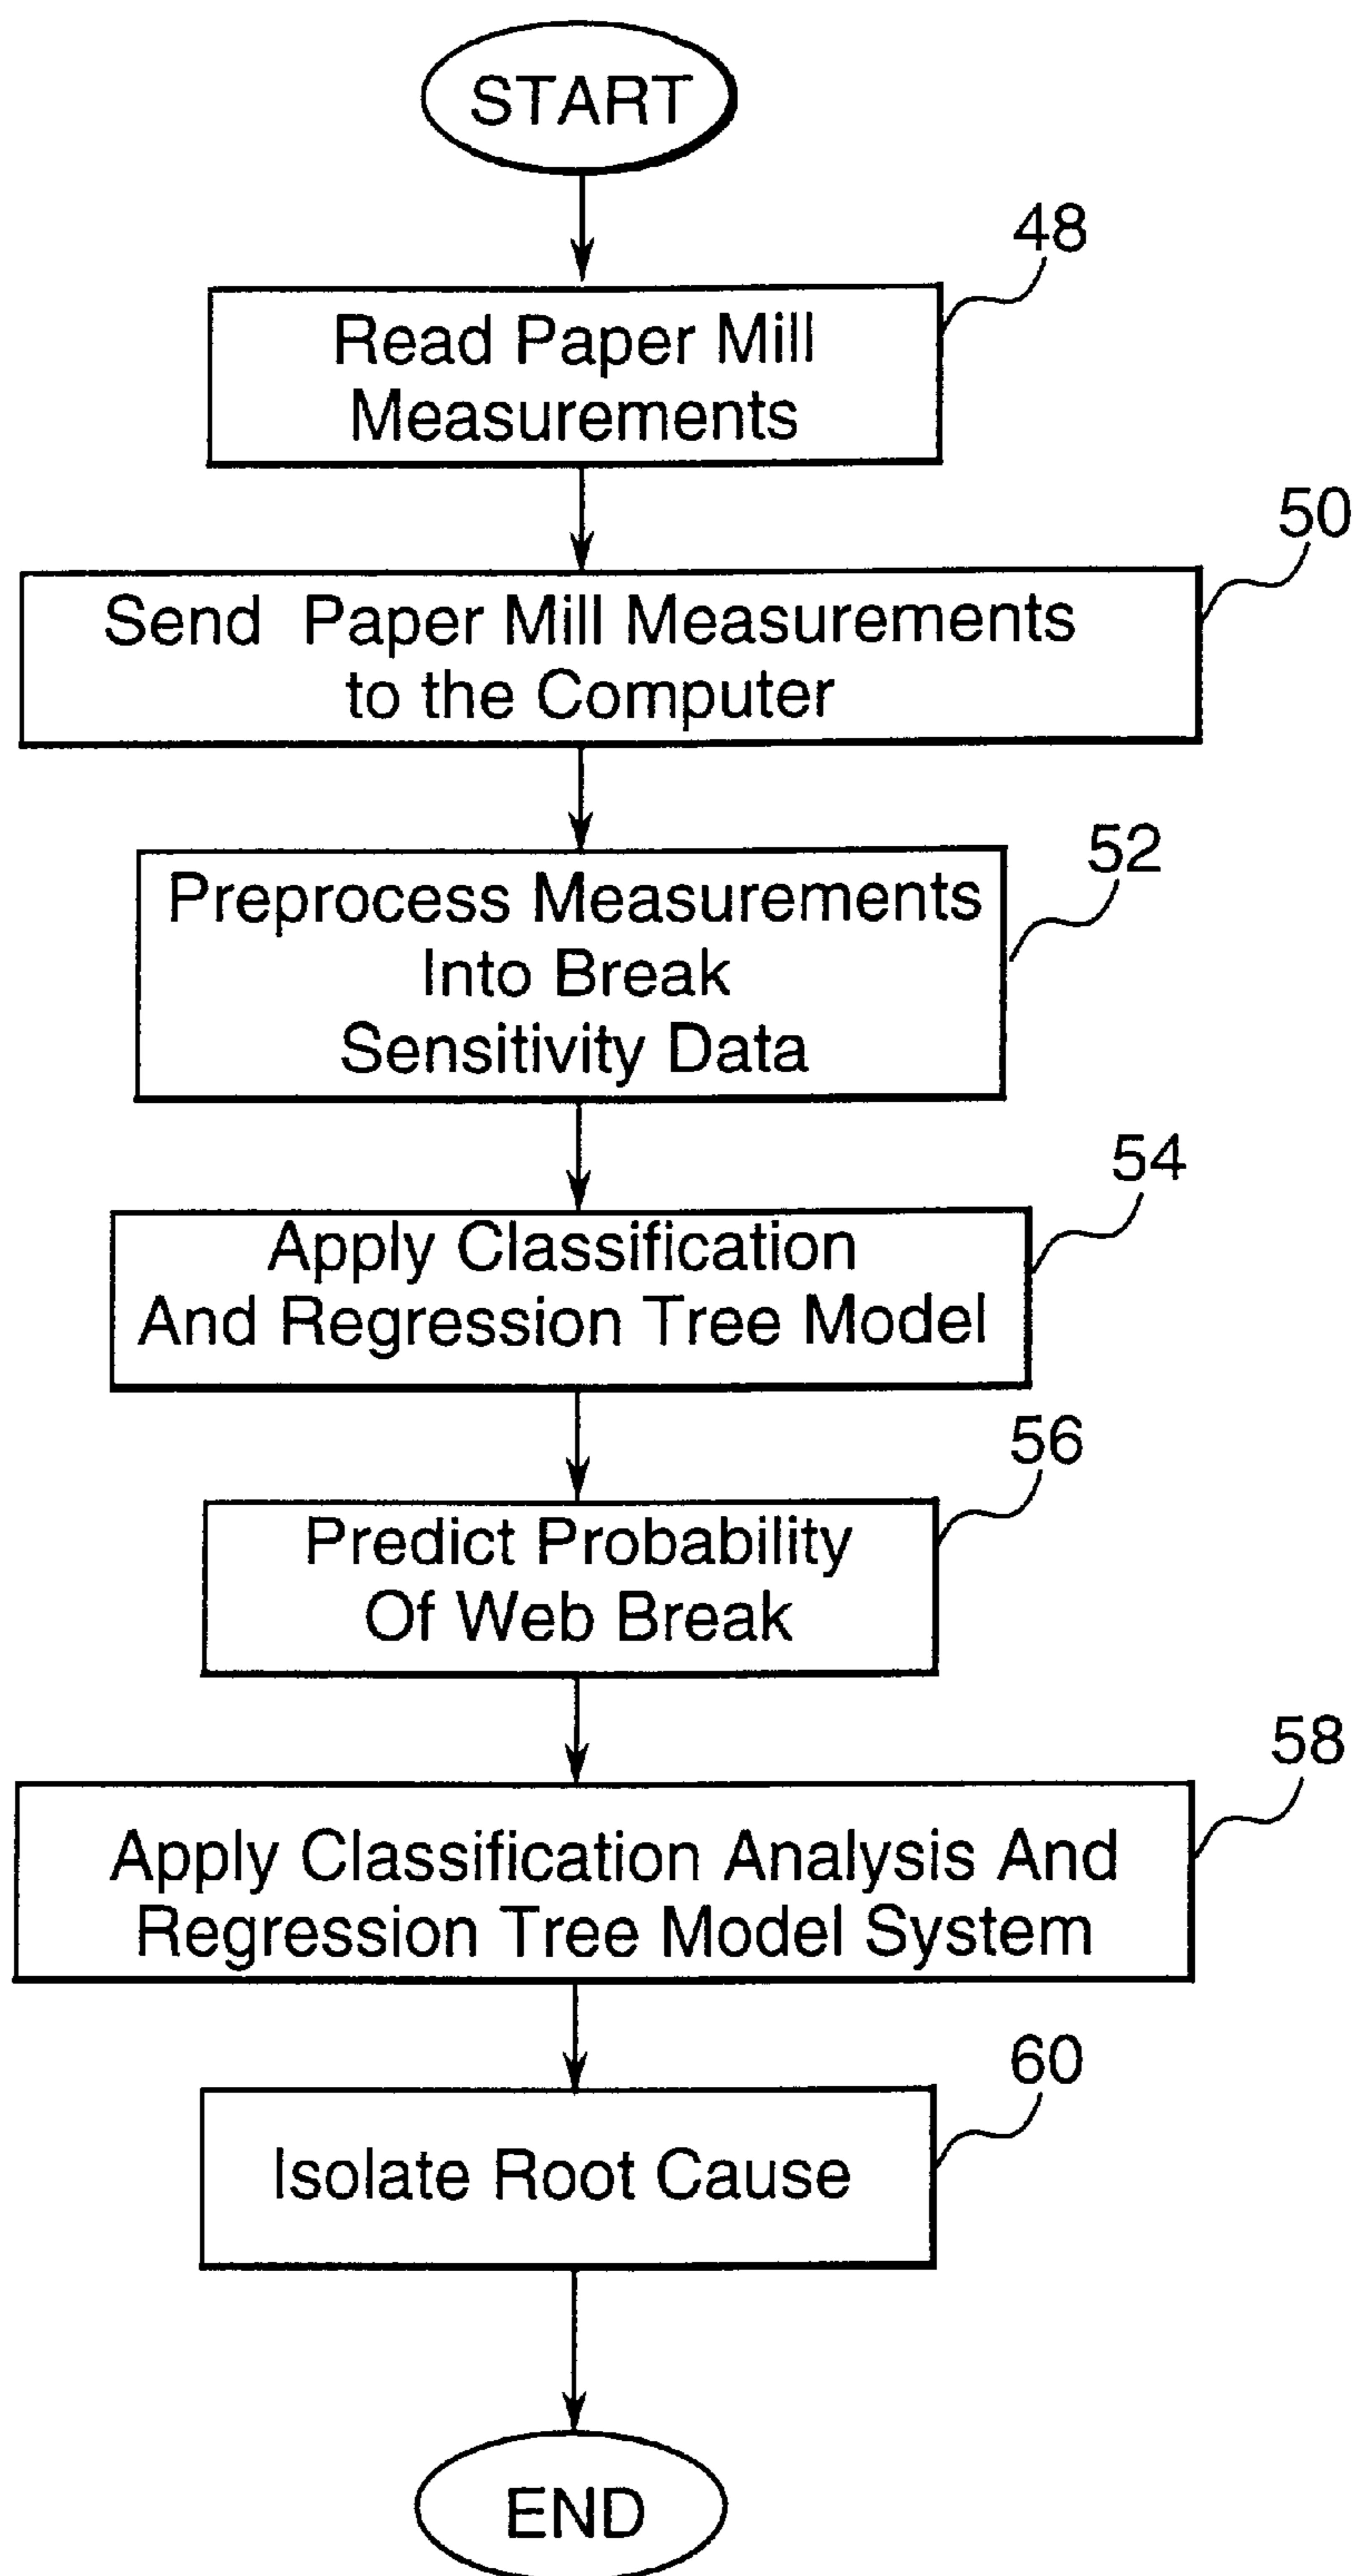 START
48
Read Paper Mill
Measurements
50
Send Paper Mill Measurements
to the Computer
52
Preprocess Measurements
Into Break
Sensitivity Data
54
Apply Classification
And Regression Tree Model
56
Predict Probability
Of Web Break
58
Apply Classification Analysis And
Regression Tree Model System
60
Isolate Root Cause
END